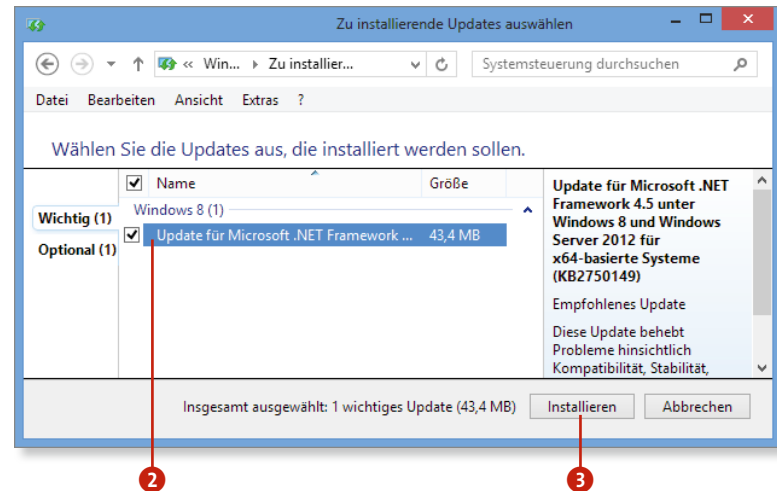 Zu installierende Updates auswählen
« Win... Zu installier...
Systemsteuerung durchsuchen
Datei Bearbeiten Ansicht Extras ?
Wählen Sie die Updates aus, die installiert werden sollen.
Wichtig (1)
Optional (1)
Name Größe
Windows 8 (1)
Update für Microsoft .NET Framework ... 43,4 MB
Update für Microsoft .NET
Framework 4.5 unter
Windows 8 und Windows
Server 2012 für
x64-basierte Systeme
(KB2750149)
Empfohlenes Update
Diese Update behebt
Probleme hinsichtlich
Kompatibilität, Stabilität,
Insgesamt ausgewählt: 1 wichtiges Update (43,4 MB)
Installieren
Abbrechen
2
3